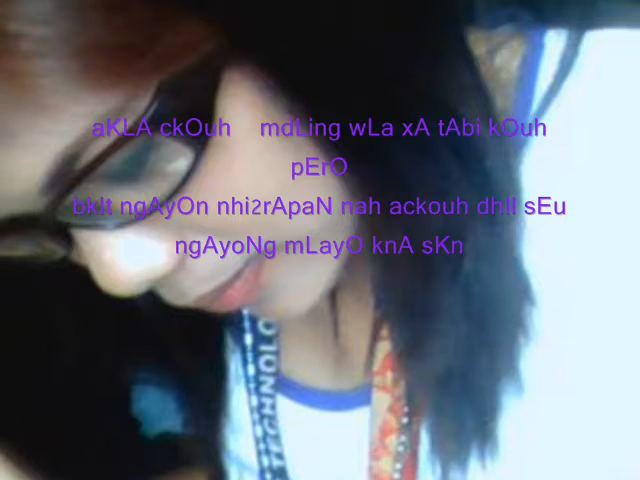 aKLA ckOuh mdLing wLa xA tAbi kOuh
pErO
bkIt ngAyOn nhi2rApaN nah ackouh dhIl sEu
ngAyoNg mLayO knA sKn
TECHNOLO